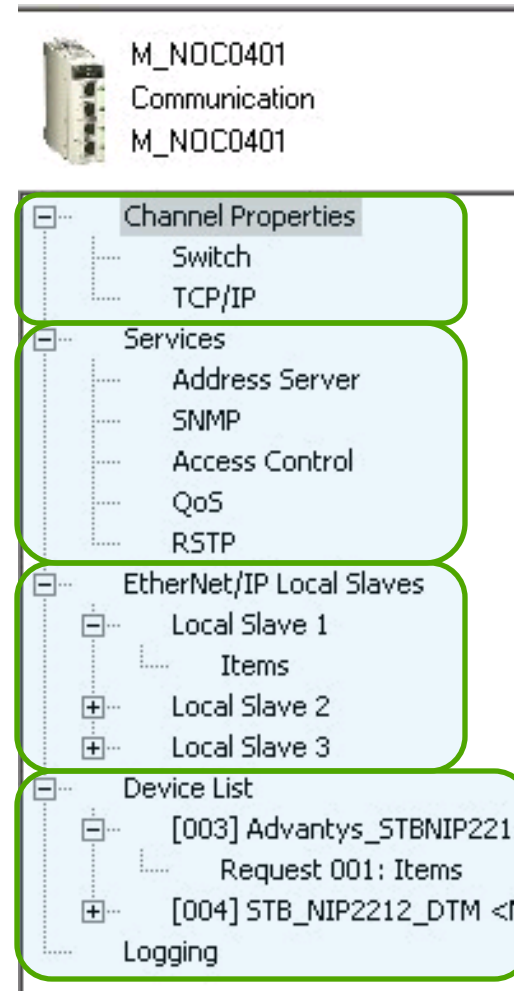 M_NOC0401
Communication
M_NOC0401
Channel Properties
Switch
TCP/IP
Services
Address Server
SNMP
Access Control
QoS
RSTP
EtherNet/IP Local Slaves
Local Slave 1
Items
Local Slave 2
Local Slave 3
Device List
[003] Advantys_STBNIP221
Request 001: Items
[004] STB_NIP2212_DTM <
Logging